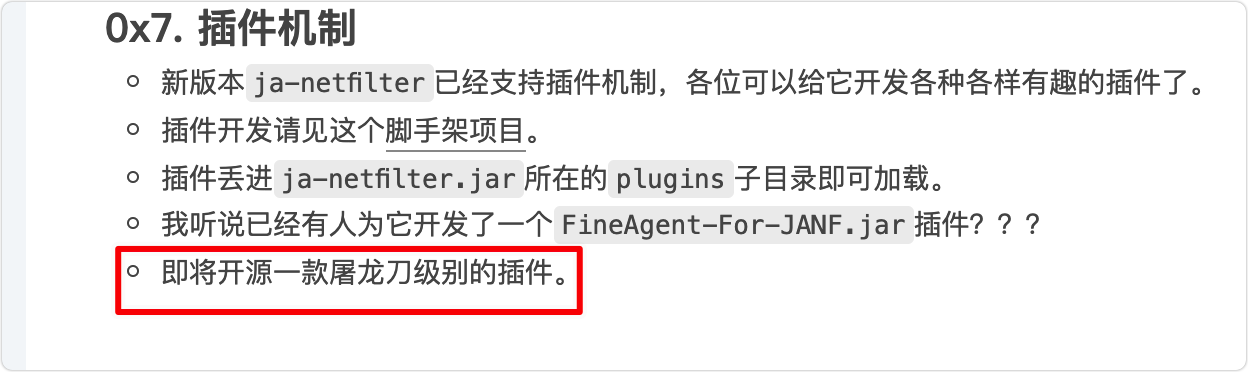 0x7. 插件机制
新版本 ja-netfilter 已经支持插件机制，各位可以给它开发各种各样有趣的插件了。
插件开发请见这个脚手架项目。
插件丢进 ja-netfilter.jar 所在的 plugins 子目录即可加载。
我听说已经有人为它开发了一个 FineAgent-For-JANF.jar 插件？？？
即将开源一款屠龙刀级别的插件。